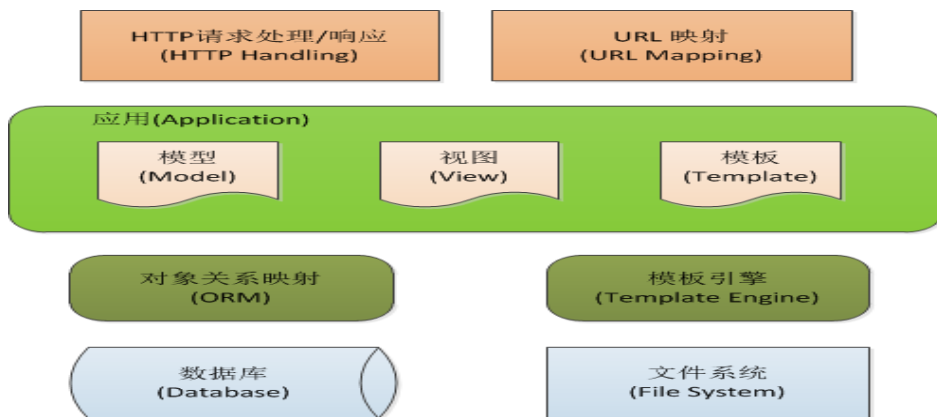 HTTP请求处理/响应
(HTTP Handling)
URL 映射
(URL Mapping)
应用(Application)
模型
(Model)
视图
(View)
模板
(Template)
对象关系映射
(ORM)
模板引擎
(Template Engine)
数据库
(Database)
文件系统
(File System)